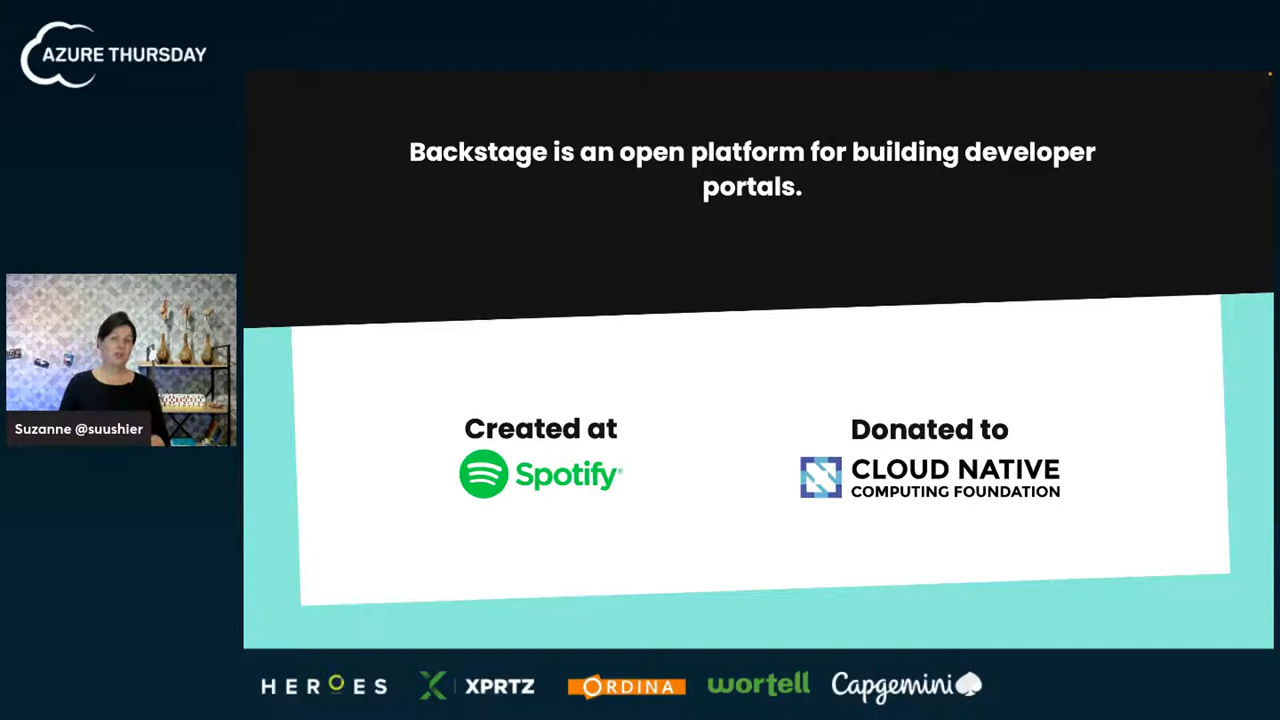 AZURE THURSDAY
Backstage is an open platform for building developer
portals.
Suzanne @suushier
Created at
Spotify®
Donated to
CLOUD NATIVE
COMPUTING FOUNDATION
HEROES
XPRTZ
ORDINA
wortell
Capgemini